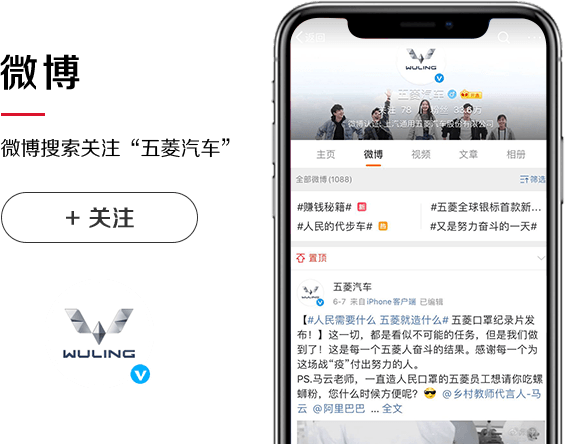 微博
微博搜索关注“五菱汽车”
+ 关注
WULING
WULING
五菱汽车
关注 78
粉丝 33.6万
微博认证：上汽通用五菱汽车股份有限公司
主页 微博 视频 文章 相册
全部微博 (1088) 筛选
#赚钱秘籍# 新 #五菱全球银标首款新...
#人民的代步车# #又是努力奋斗的一天#
置顶
五菱汽车
6-7 来自 iPhone客户端 已编辑
【#人民需要什么 五菱就造什么# 五菱口罩纪录片发
布！】这一切，都是看似不可能的任务，但是我们做
到了！这是每一个五菱人奋斗的结果。感谢每一个为
这场战“疫”付出努力的人。
PS.马云老师，一直造人民口罩的五菱员工想请你吃螺
蛳粉，您什么时候方便呢？ @乡村教师代言人-马
云 @阿里巴巴 ... 全文